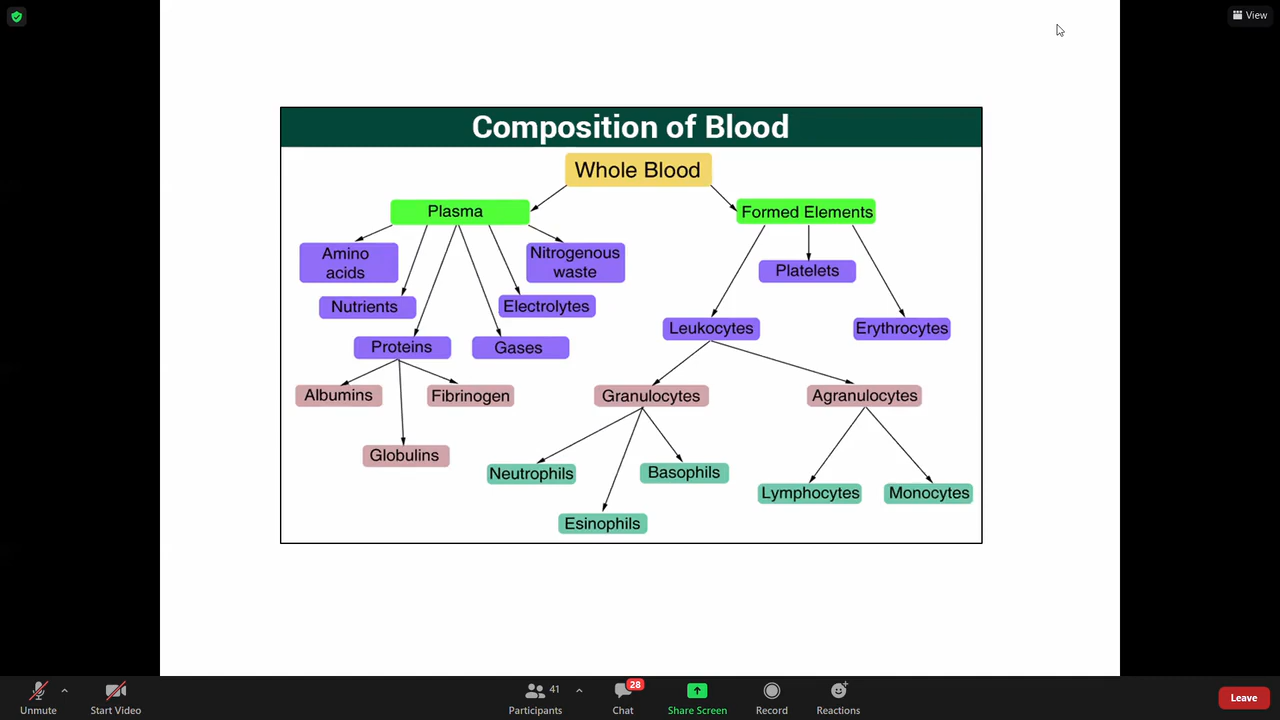 View
Composition of Blood
Whole Blood
Plasma
Formed Elements
Amino
acids
Nitrogenous
waste
Platelets
Nutrients
Electrolytes
Leukocytes
Erythrocytes
Proteins
Gases
Albumins
Fibrinogen
Granulocytes
Agranulocytes
Globulins
Neutrophils
Basophils
Lymphocytes
Monocytes
Esinophils
Unmute
Start Video
41
Participants
28
Chat
Share Screen
Record
Reactions
Leave